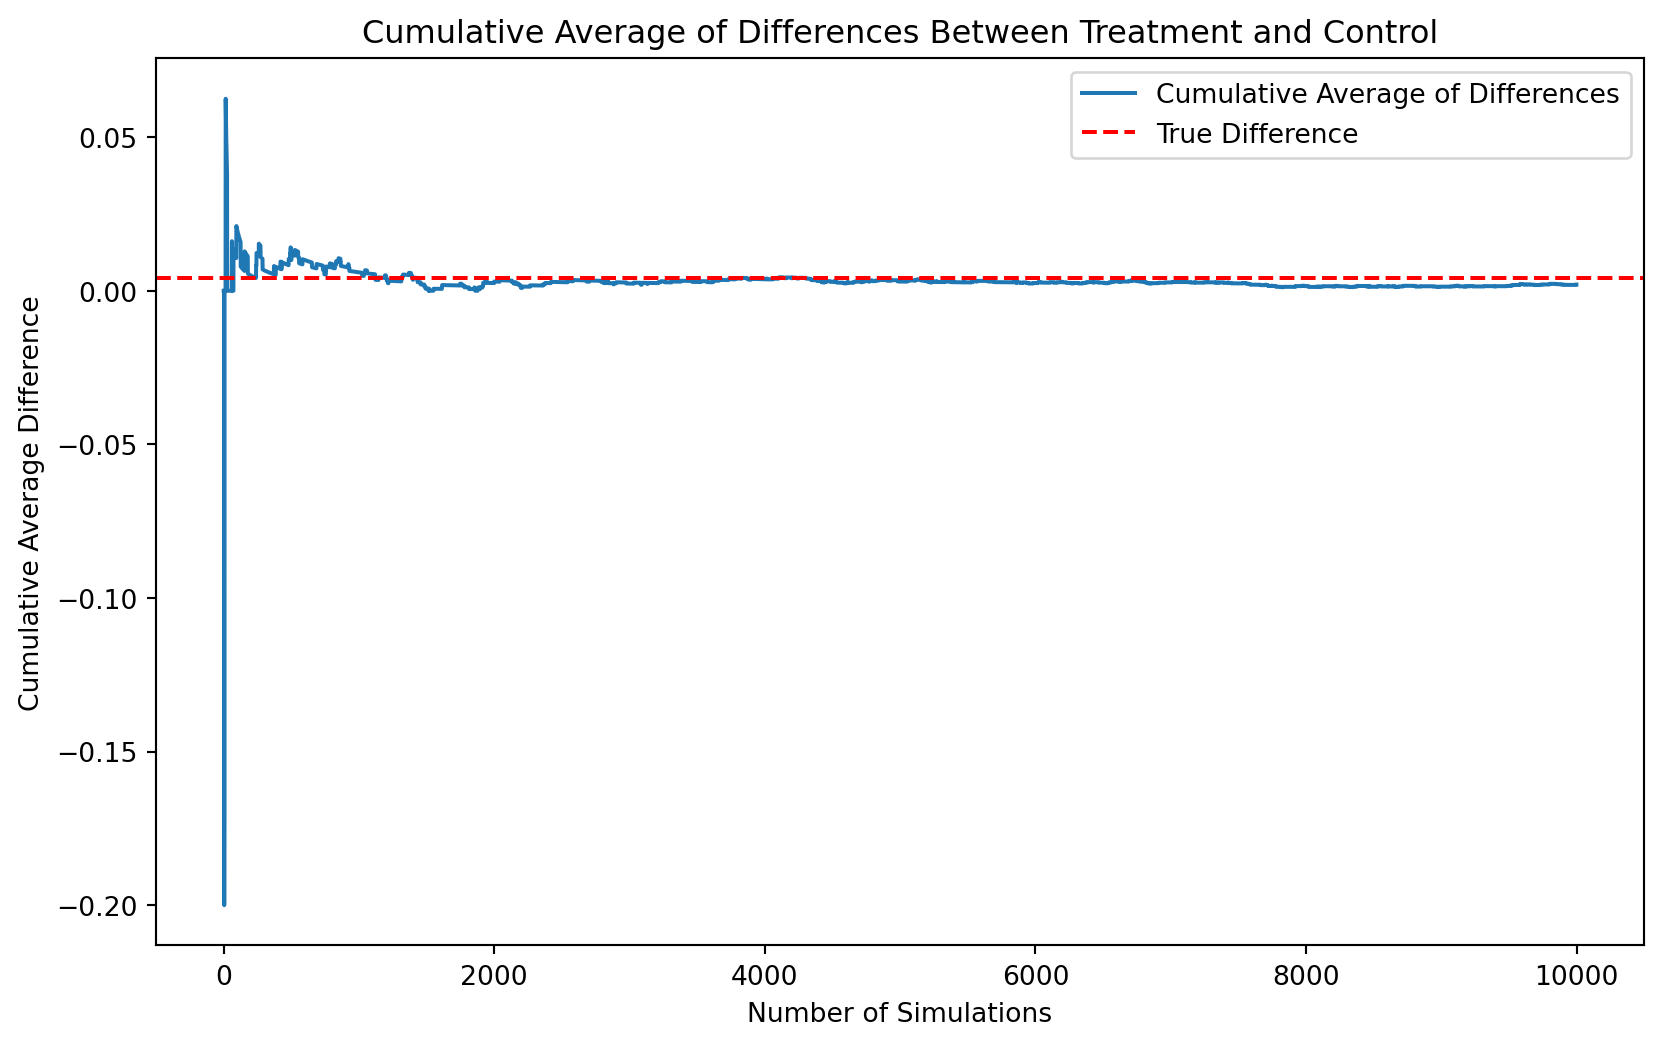 Cumulative Average of Differences Between Treatment and Control
Cumulative Average of Differences
True Difference
0.05
0.00
−0.05
−0.10
−0.15
−0.20
Cumulative Average Difference
0 2000 4000 6000 8000 10000
Number of Simulations